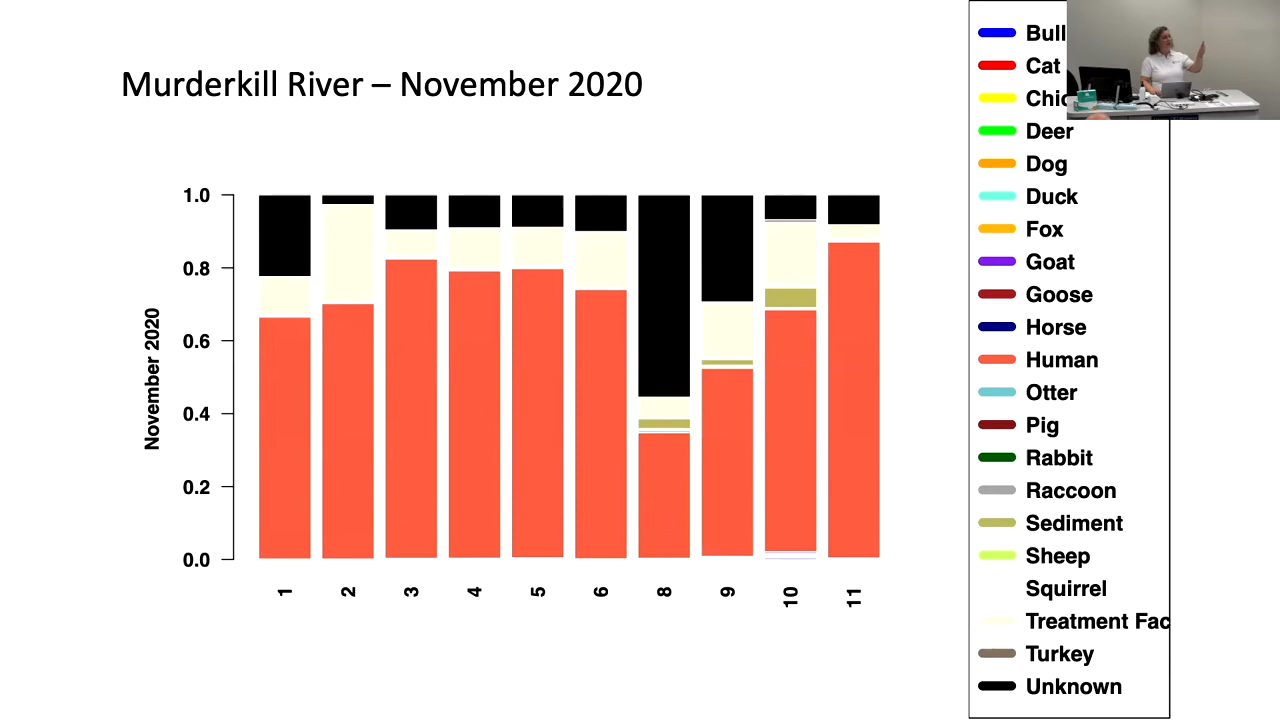 Murderkill River – November 2020
November 2020
1.0
0.8
0.6
0.4
0.2
0.0
1 2 3 4 5 6 8 9 10 11
Bull
Cat
Chic
Deer
Dog
Duck
Fox
Goat
Goose
Horse
Human
Otter
Pig
Rabbit
Raccoon
Sediment
Sheep
Squirrel
Treatment Fac
Turkey
Unknown